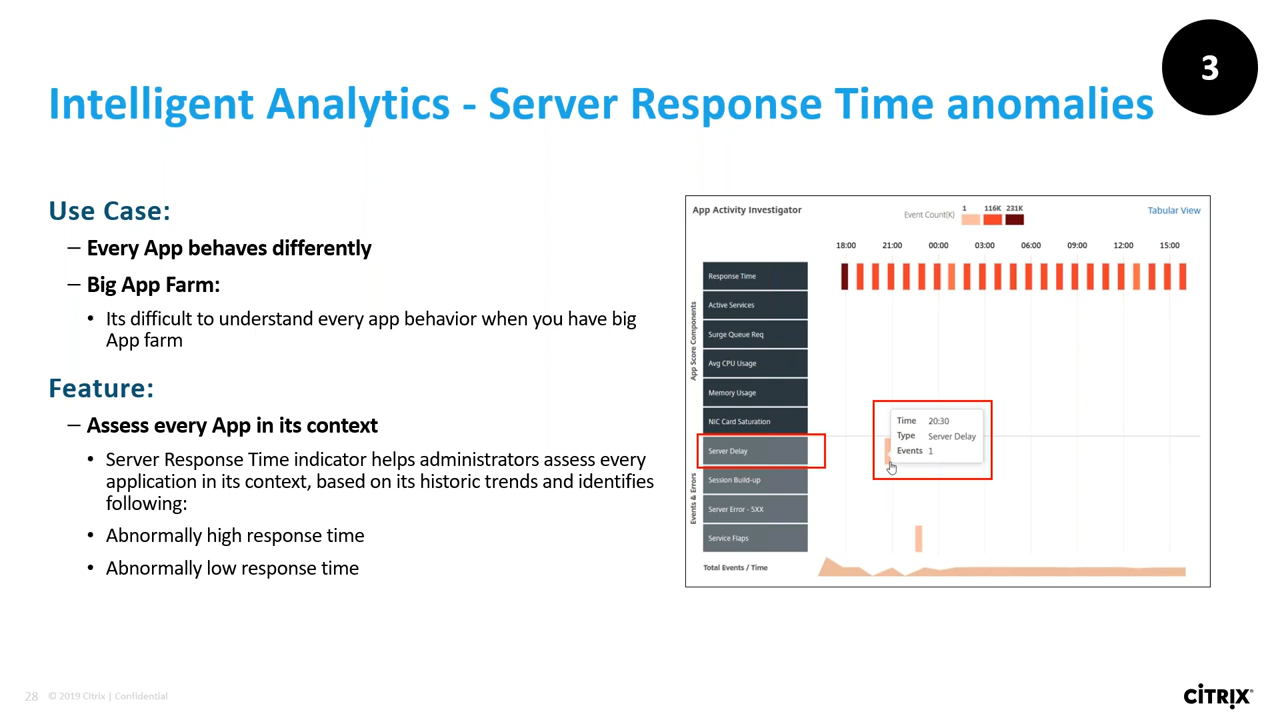 3
Intelligent Analytics - Server Response Time anomalies
Use Case:
– Every App behaves differently
– Big App Farm:
• Its difficult to understand every app behavior when you have big
App farm
Feature:
– Assess every App in its context
• Server Response Time indicator helps administrators assess every
application in its context, based on its historic trends and identifies
following:
• Abnormally high response time
• Abnormally low response time
App Activity Investigator
Event Count(K)
1 116K 231K
Tabular View
18:00 21:00 00:00 03:00 06:00 09:00 12:00 15:00
App Score Components
Response Time
Active Services
Surge Queue Req
Avg CPU Usage
Memory Usage
NIC Card Saturation
Events & Errors
Server Delay
Session Build-up
Server Error - 5XX
Service Flaps
Time 20:30
Type Server Delay
Events 1
Total Events / Time
28 © 2019 Citrix | Confidential
CİTRIX